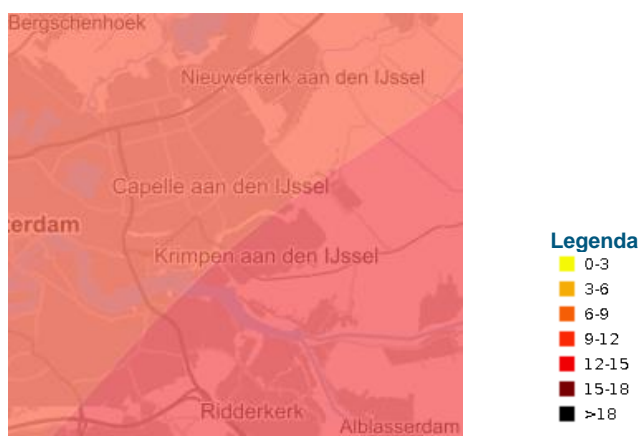 Bergschenhoek
Nieuwerkerk aan den IJssel
Capelle aan den IJssel
terdam
Krimpen aan den IJssel
Ridderkerk
Alblasserdam
Legenda
0-3
3-6
6-9
9-12
12-15
15-18
>18